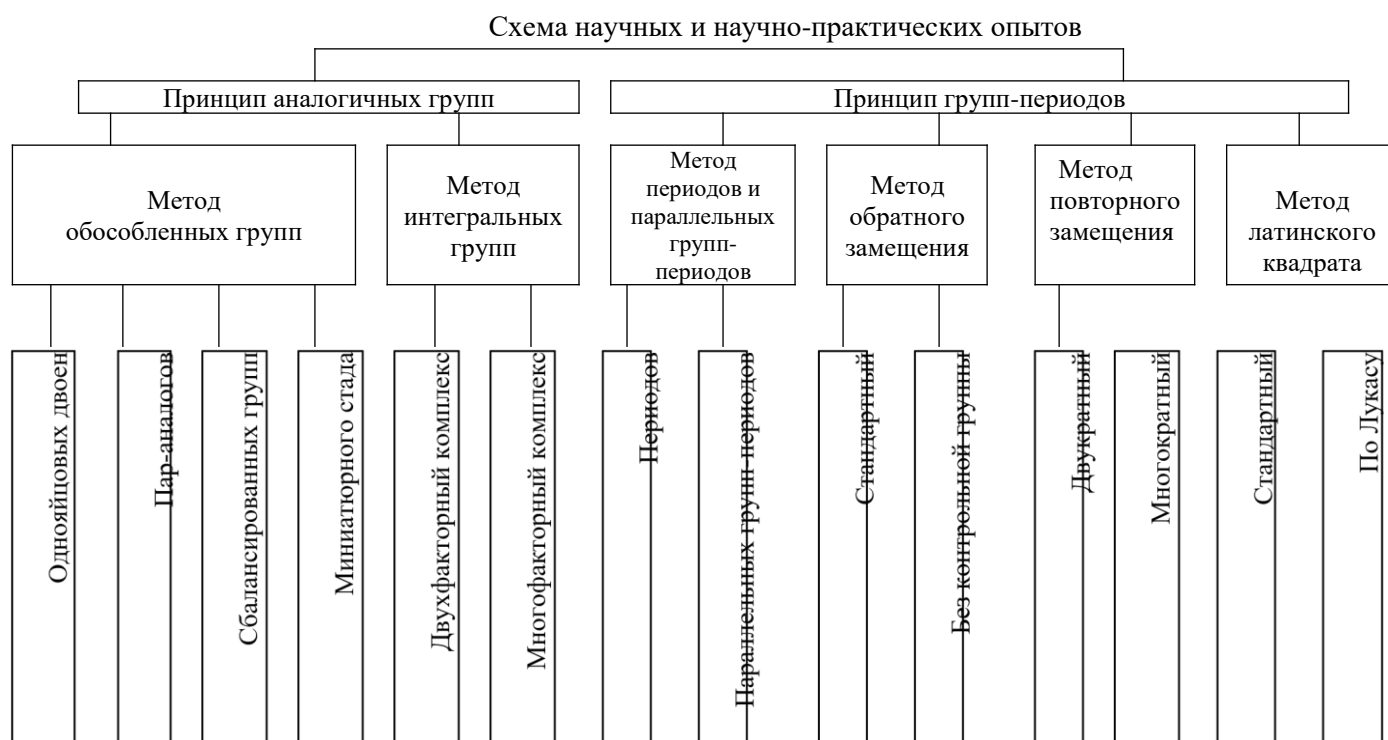 Схема научных и научно-практических опытов
Принцип аналогичных групп
Принцип групп-периодов
Метод
обособленных групп
Метод
интегральных
групп
Метод
периодов и
параллельных
групп-
периодов
Метод
обратного
замещения
Метод
повторного
замещения
Метод
латинского
квадрата
Однояйцовых двоен
Пар-аналогов
Сбалансированных групп
Миниатюрного стада
Двухфакторный комплекс
Многофакторный комплекс
Периодов
Параллельных групп-периодов
Стандартный
Без контрольной группы
Двукратный
Многократный
Стандартный
По Лукасу